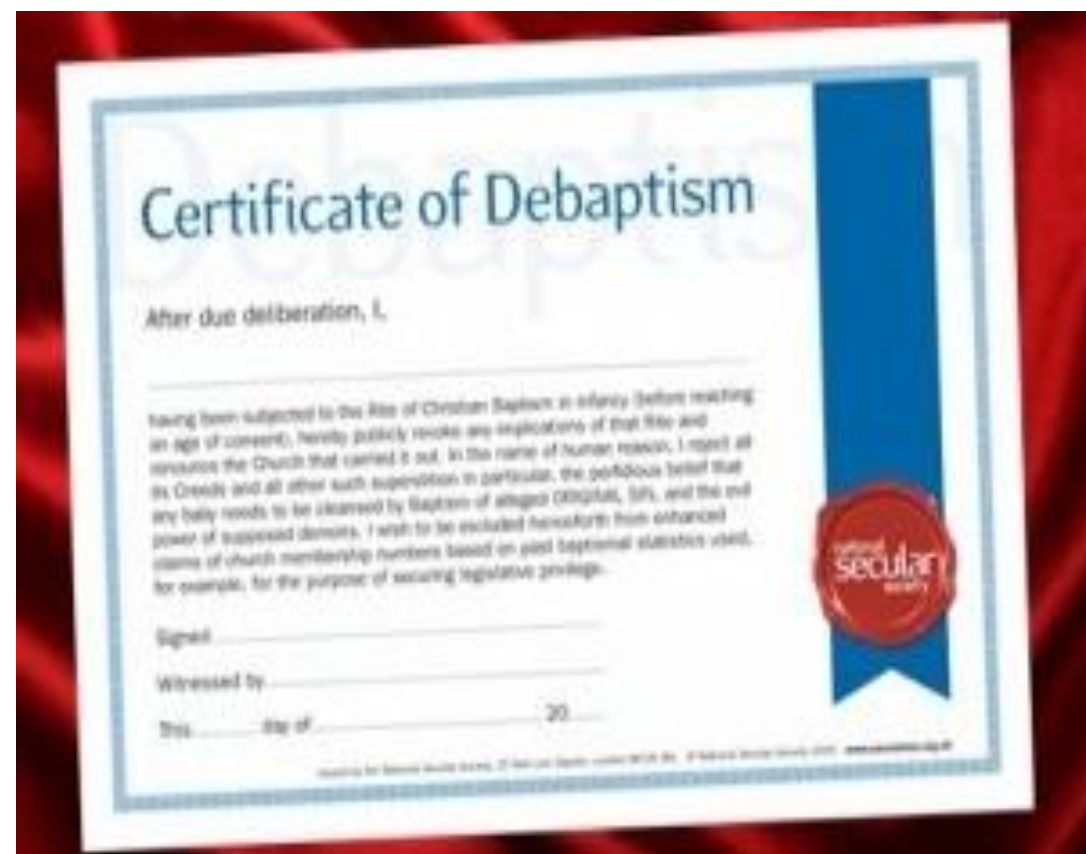 Debaptism
Certificate of Debaptism
After due deliberation, I,
having been subjected to the Rite of Christian Baptism in infancy (before reaching
an age of consent), hereby publicly revoke any implications of that Rite and
renounce the Church that carried it out. In the name of human reason, I reject all
its Creeds and all other such superstition in particular, the perfidious belief that
any baby needs to be cleansed by Baptism of alleged ORIGINAL SIN, and the evil
power of supposed demons. I wish to be excluded henceforth from enhanced
claims of church membership numbers based on past baptismal statistics used,
for example, for the purpose of securing legislative privilege.
national
secular
society
Signed
Witnessed by
This day of 20